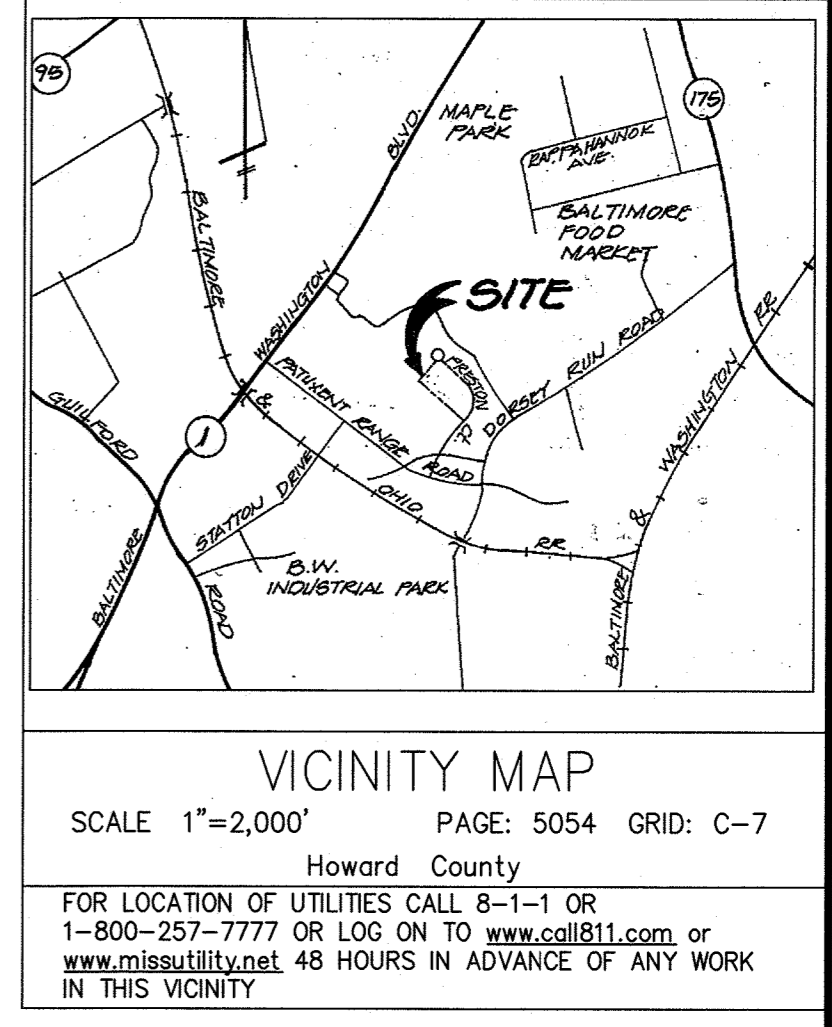 95
175
MAPLE
PARK
BLVD.
WASHINGTON
RAPPAHANNOK
AVE.
BALTIMORE
FOOD
MARKET
BALTIMORE
&
OHIO
RR
SITE
PRESTON
DORSET RUN ROAD
PATUXENT RANGE
ROAD
BALTIMORE
&
WASHINGTON
RR
GUILFORD
ROAD
1
STATTON DRIVE
B.W.
INDUSTRIAL PARK
BALTIMORE
VICINITY MAP
SCALE 1"=2,000' PAGE: 5054 GRID: C-7
Howard County
FOR LOCATION OF UTILITIES CALL 8-1-1 OR
1-800-257-7777 OR LOG ON TO www.call811.com or
www.missutility.net 48 HOURS IN ADVANCE OF ANY WORK
IN THIS VICINITY